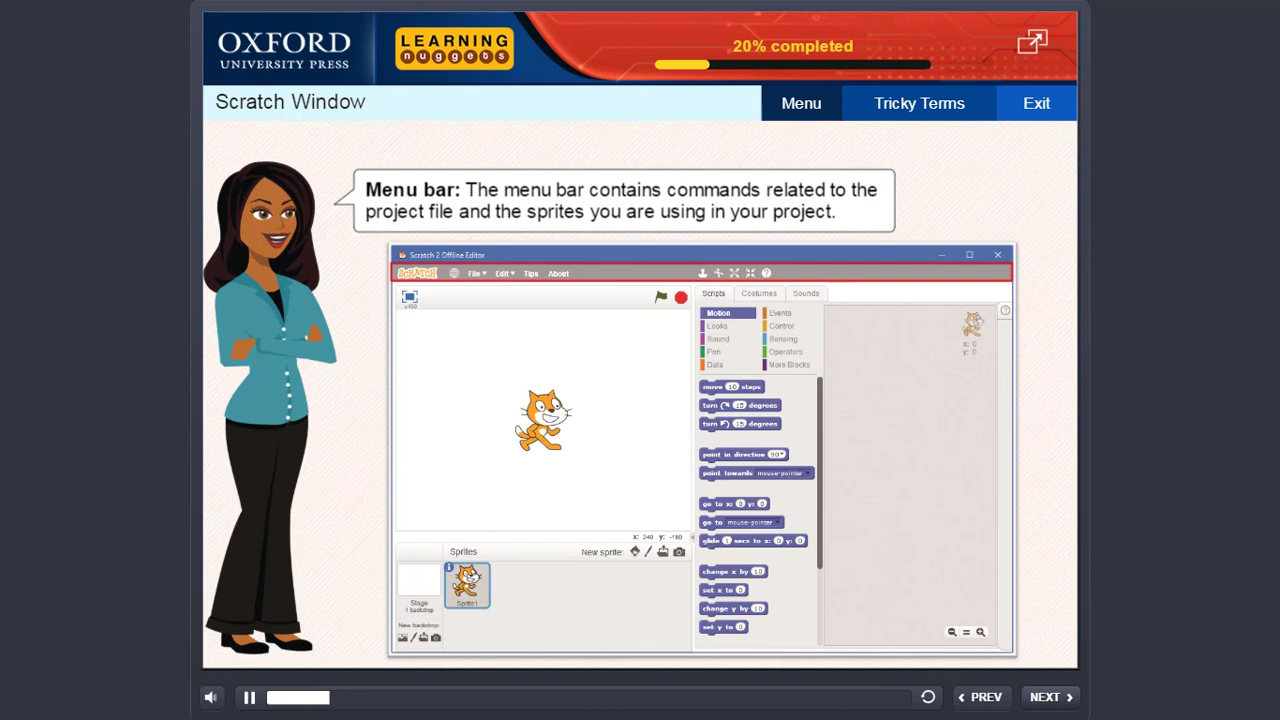 OXFORD
UNIVERSITY PRESS
LEARNING
nuggets
20% completed
Scratch Window
Menu
Tricky Terms
Exit
Menu bar: The menu bar contains commands related to the
project file and the sprites you are using in your project.
Scratch 2 Offline Editor
SCRATCH
File
Edit
Tips
About
Scripts
Costumes
Sounds
Motion
Events
Looks
Control
Sound
Sensing
Pen
Operators
Data
More Blocks
x: 0
y: 0
move 10 steps
turn 15 degrees
turn 15 degrees
point in direction 90
point towards mouse-pointer
go to x: 0 y: 0
go to mouse-pointer
glide 1 secs to x: 0 y: 0
change x by 10
set x to 0
change y by 10
set y to 0
x: 240 y: -180
Sprites
New sprite:
Stage
1 backdrop
Sprite1
New backdrop
PREV
NEXT